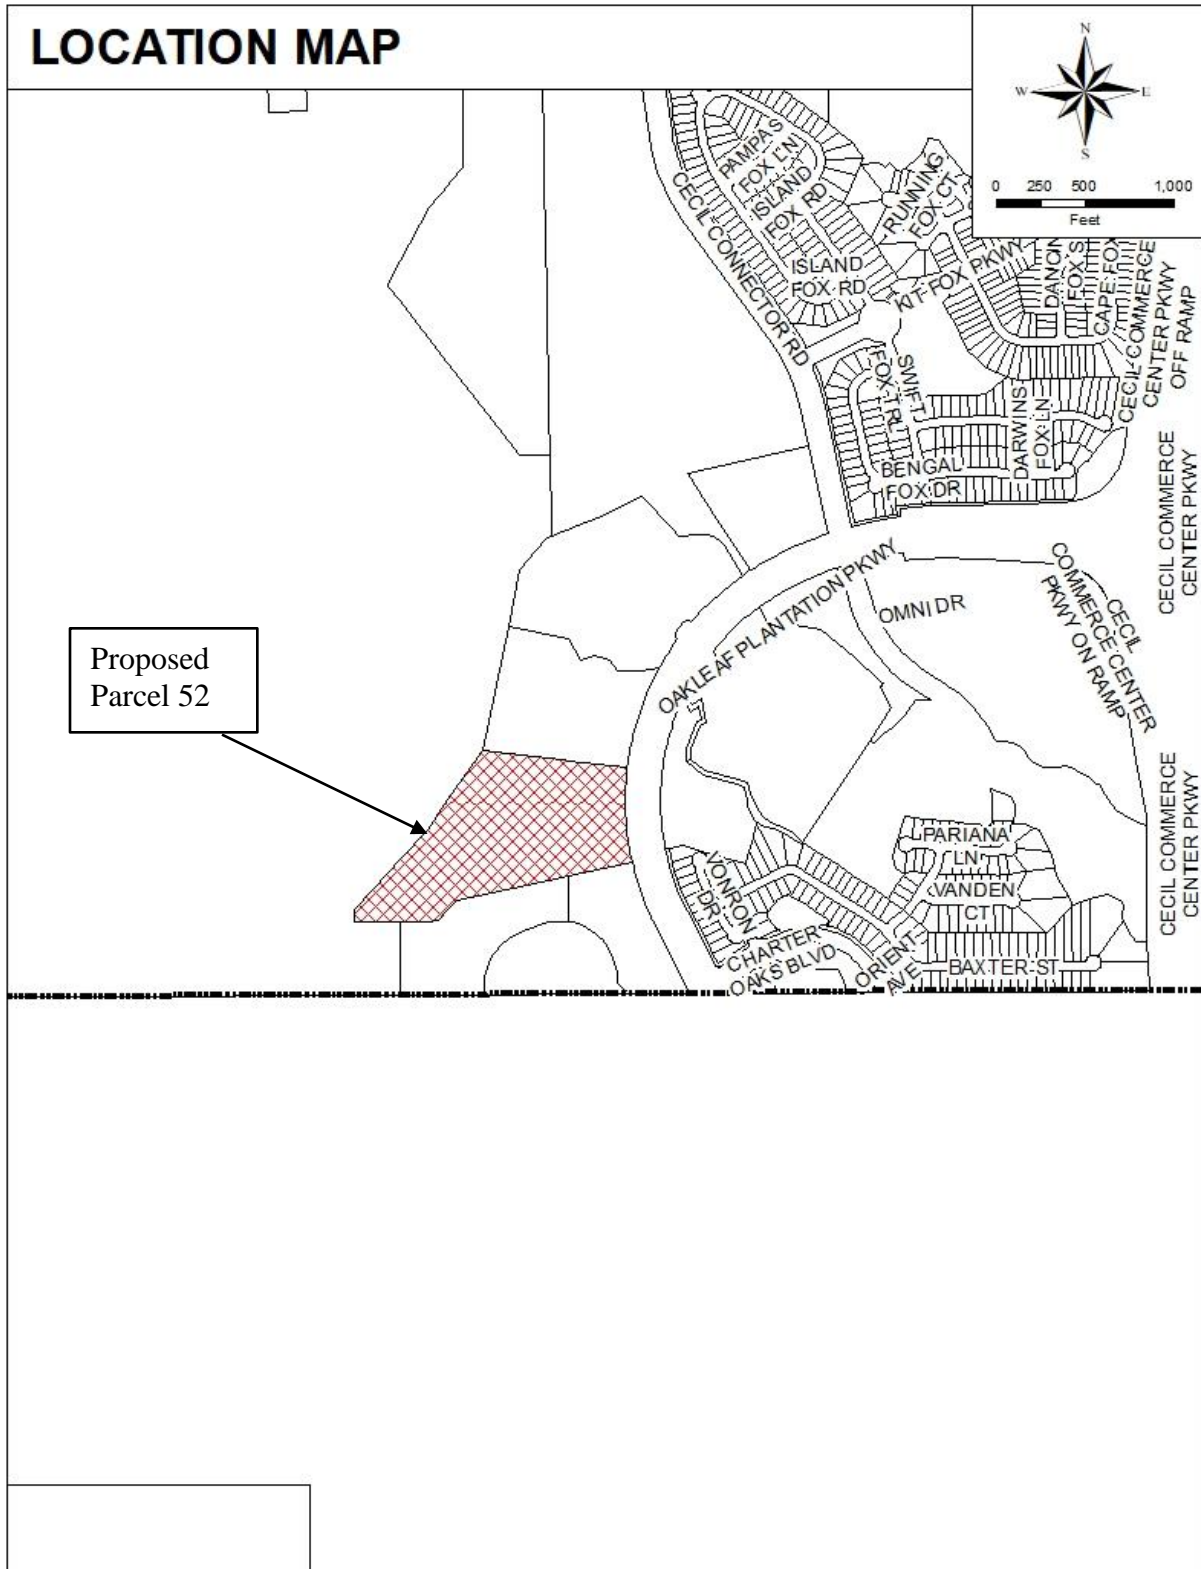 LOCATION MAP
N
W
E
S
0 250 500 1,000
Feet
PAMPAS
FOX LN
ISLAND
FOX RD
RUNNING
FOX CT
CECIL CONNECTOR RD
ISLAND
FOX RD
KIT FOX PKWY
CAPE FOX
CECIL COMMERCE
CENTER PKWY
OFF RAMP
SWIFT
FOX TRL
DARWINS
FOX LN
BENGAL
FOX DR
CECIL COMMERCE
CENTER PKWY
OAKLEAF PLANTATION PKWY
OMNI DR
CECIL
COMMERCE CENTER
PKWY ON RAMP
Proposed
Parcel 52
CECIL COMMERCE
CENTER PKWY
PARIANA
LN
VONRON
DR
VANDEN
CT
CHARTER
OAKS BLVD
ORIENT
AVE
BAXTER ST